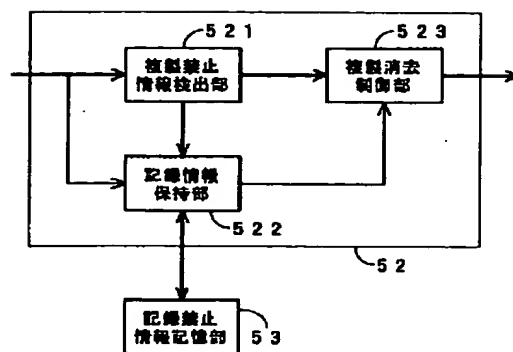 521
523
複製禁止
情報検出部
複製消去
制御部
記録情報
保持部
522
52
記録禁止
情報記憶部
53